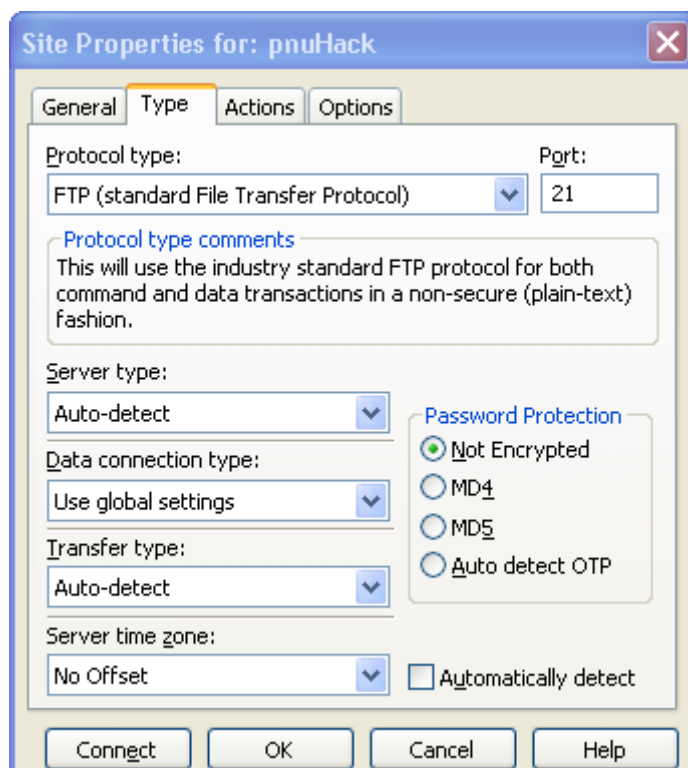 Site Properties for: pnuHack
General Type Actions Options
Protocol type: Port:
FTP (standard File Transfer Protocol) 21
Protocol type comments
This will use the industry standard FTP protocol for both
command and data transactions in a non-secure (plain-text)
fashion.
Server type:
Auto-detect
Password Protection
Not Encrypted
Data connection type:
Use global settings
MD4
MD5
Transfer type:
Auto detect OTP
Auto-detect
Server time zone:
No Offset
Automatically detect
Connect OK Cancel Help